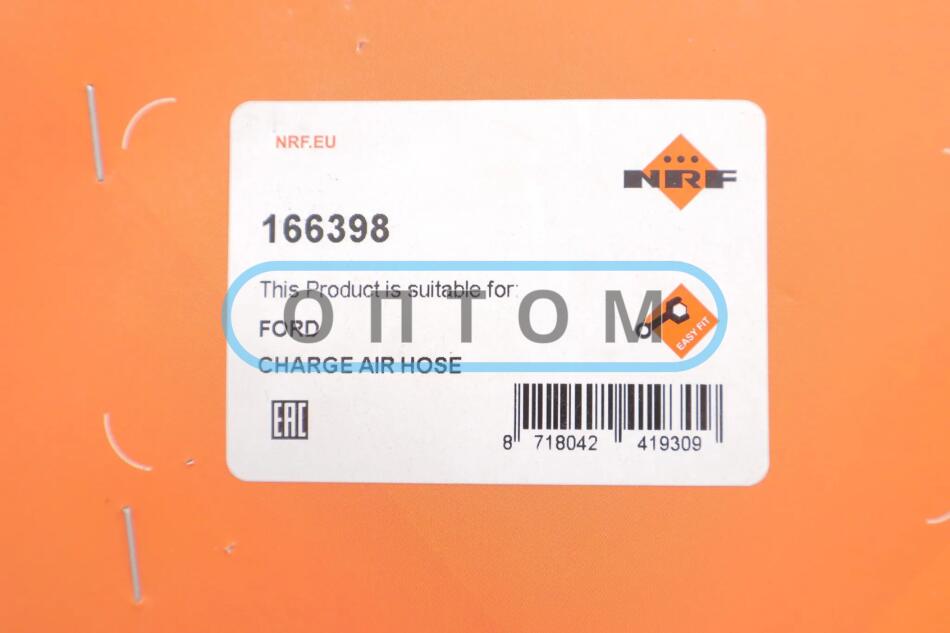 NRF.EU
NRF
166398
This Product is suitable for:
ОПТОМ
FORD
EASY FIT
CHARGE AIR HOSE
EAC
8 718042 419309